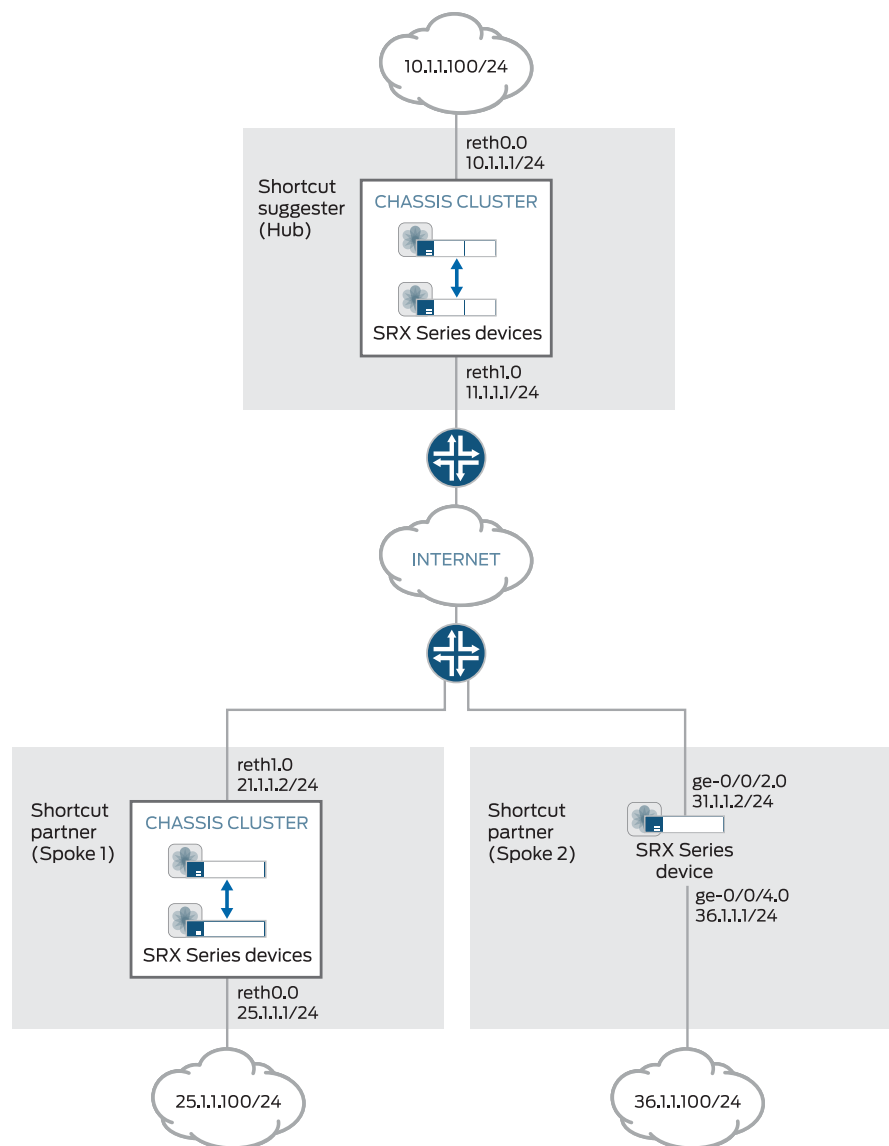 10.1.1.100/24
reth0.0
10.1.1.1/24
Shortcut
suggester
(Hub)
CHASSIS CLUSTER
SRX Series devices
reth1.0
11.1.1.1/24
INTERNET
reth1.0
21.1.1.2/24
Shortcut
partner
(Spoke 1)
CHASSIS CLUSTER
SRX Series devices
reth0.0
25.1.1.1/24
25.1.1.100/24
ge-0/0/2.0
31.1.1.2/24
Shortcut
partner
(Spoke 2)
SRX Series
device
ge-0/0/4.0
36.1.1.1/24
36.1.1.100/24